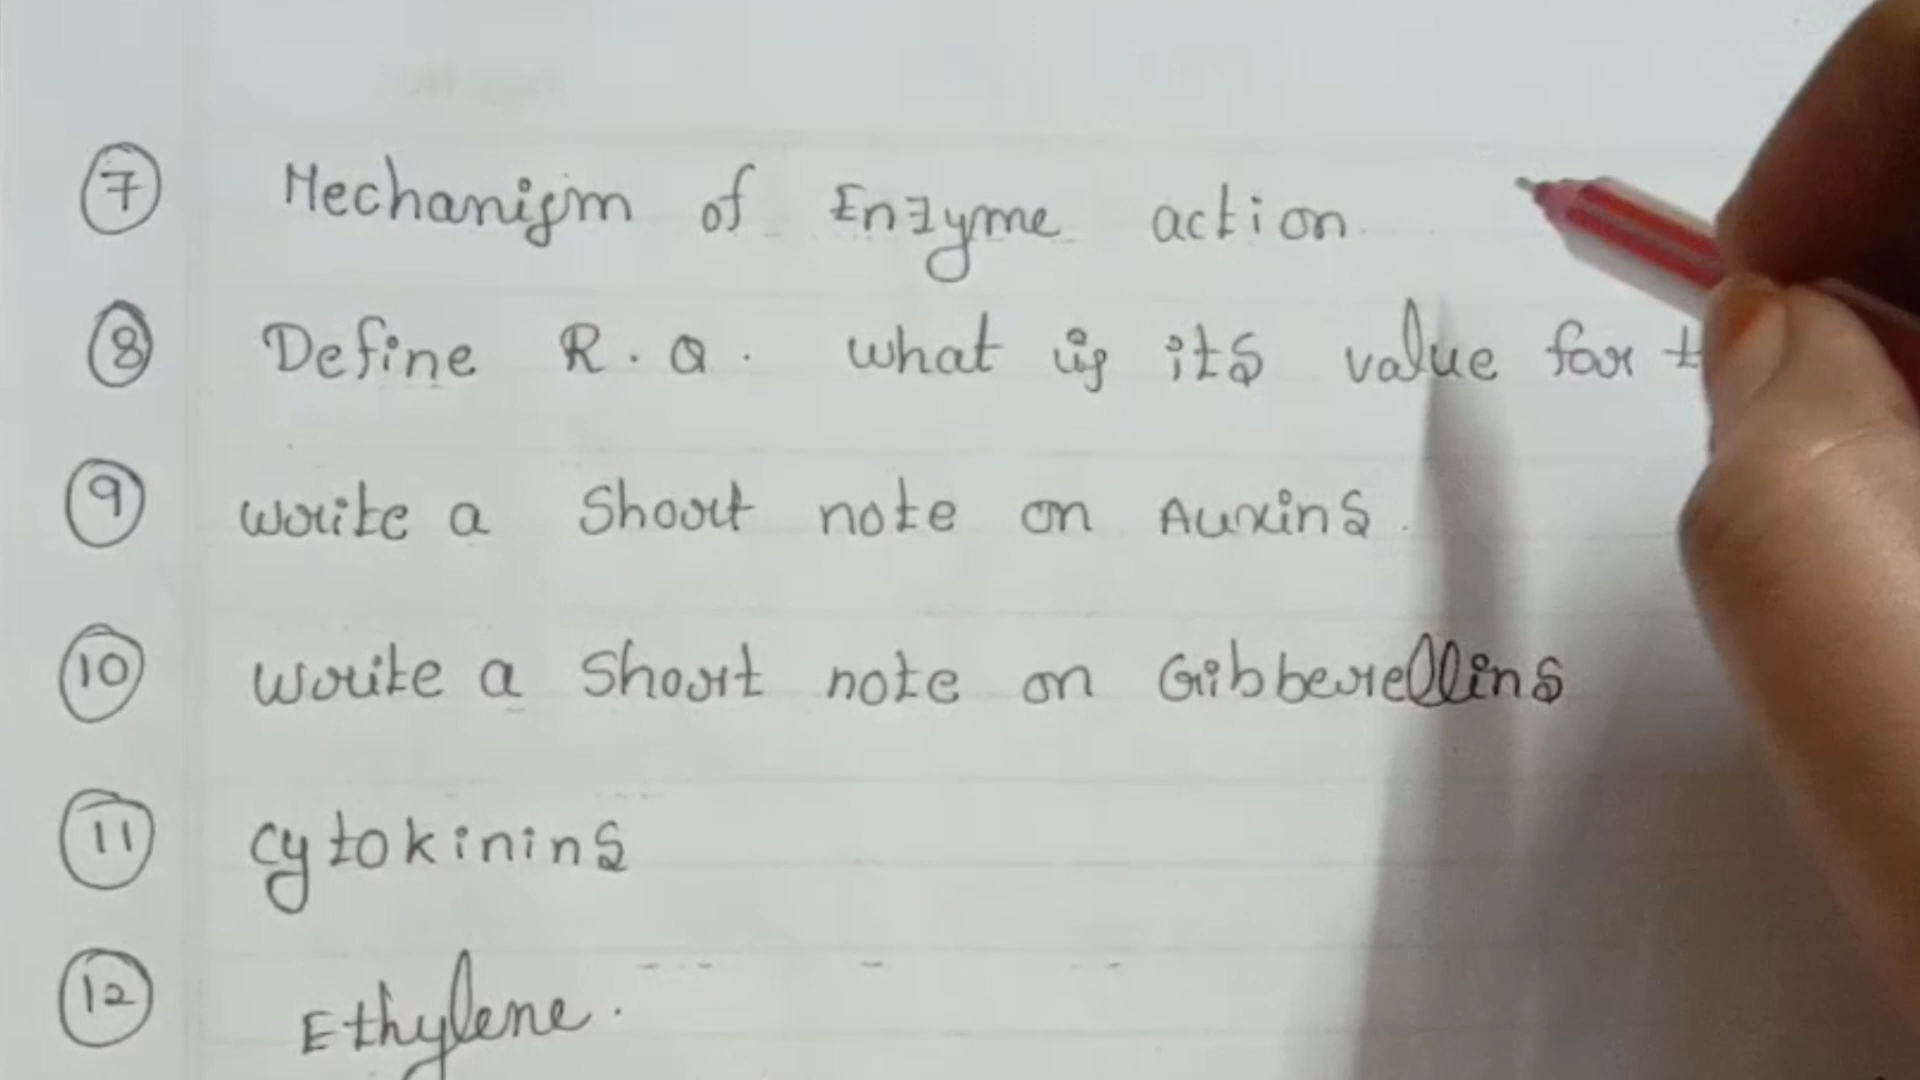 7 Mechanism of Enzyme action.
8 Define R.Q. what is its value for
9 write a short note on Auxins.
10 write a short note on Gibberellins
11 cytokinins
12 Ethylene.